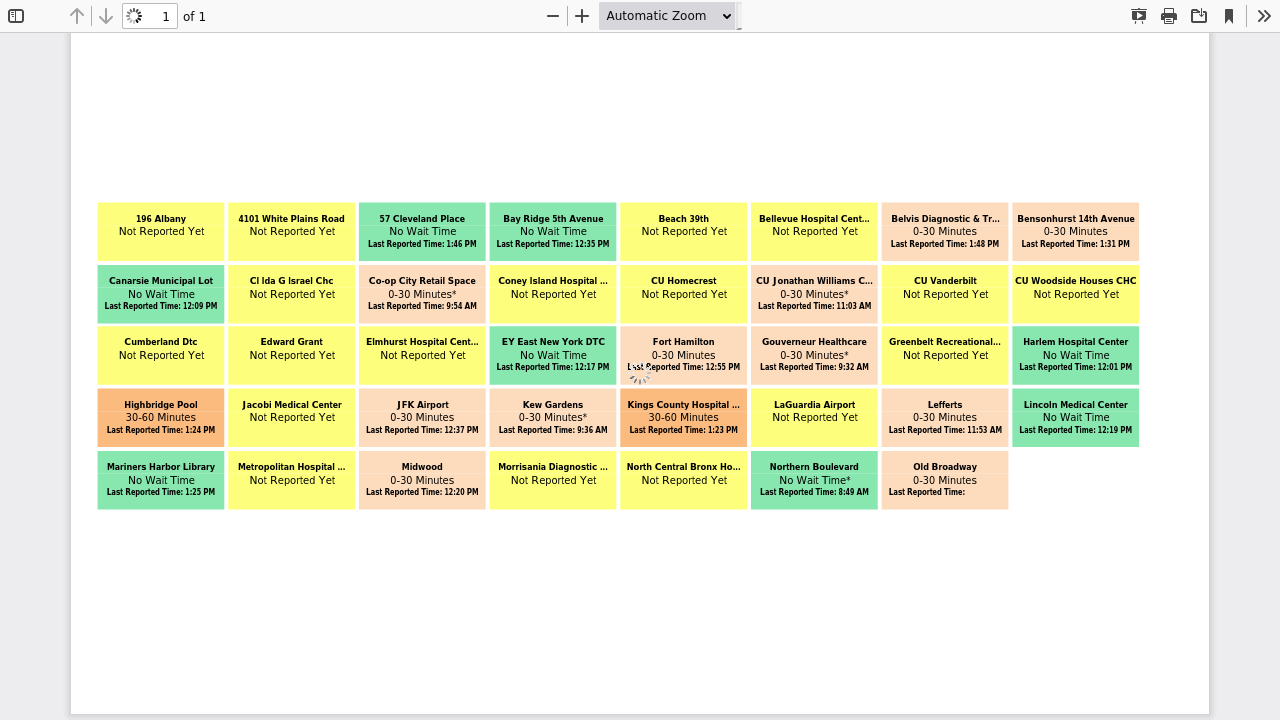 1 of 1 Automatic Zoom
196 Albany
Not Reported Yet
4101 White Plains Road
Not Reported Yet
57 Cleveland Place
No Wait Time
Last Reported Time: 1:46 PM
Bay Ridge 5th Avenue
No Wait Time
Last Reported Time: 12:35 PM
Beach 39th
Not Reported Yet
Bellevue Hospital Cent...
Not Reported Yet
Belvis Diagnostic & Tr...
0-30 Minutes
Last Reported Time: 1:48 PM
Bensonhurst 14th Avenue
0-30 Minutes
Last Reported Time: 1:31 PM
Canarsie Municipal Lot
No Wait Time
Last Reported Time: 12:09 PM
CI Ida G Israel Chc
Not Reported Yet
Co-op City Retail Space
0-30 Minutes*
Last Reported Time: 9:54 AM
Coney Island Hospital ...
Not Reported Yet
CU Homecrest
Not Reported Yet
CU Jonathan Williams C...
0-30 Minutes*
Last Reported Time: 11:03 AM
CU Vanderbilt
Not Reported Yet
CU Woodside Houses CHC
Not Reported Yet
Cumberland Dtc
Not Reported Yet
Edward Grant
Not Reported Yet
Elmhurst Hospital Cent...
Not Reported Yet
EY East New York DTC
No Wait Time
Last Reported Time: 12:17 PM
Fort Hamilton
0-30 Minutes
Last Reported Time: 12:55 PM
Gouverneur Healthcare
0-30 Minutes*
Last Reported Time: 9:32 AM
Greenbelt Recreational...
Not Reported Yet
Harlem Hospital Center
No Wait Time
Last Reported Time: 12:01 PM
Highbridge Pool
30-60 Minutes
Last Reported Time: 1:24 PM
Jacobi Medical Center
Not Reported Yet
JFK Airport
0-30 Minutes
Last Reported Time: 12:37 PM
Kew Gardens
0-30 Minutes*
Last Reported Time: 9:36 AM
Kings County Hospital ...
30-60 Minutes
Last Reported Time: 1:23 PM
LaGuardia Airport
Not Reported Yet
Lefferts
0-30 Minutes
Last Reported Time: 11:53 AM
Lincoln Medical Center
No Wait Time
Last Reported Time: 12:19 PM
Mariners Harbor Library
No Wait Time
Last Reported Time: 1:25 PM
Metropolitan Hospital ...
Not Reported Yet
Midwood
0-30 Minutes
Last Reported Time: 12:20 PM
Morrisania Diagnostic ...
Not Reported Yet
North Central Bronx Ho...
Not Reported Yet
Northern Boulevard
No Wait Time*
Last Reported Time: 8:49 AM
Old Broadway
0-30 Minutes
Last Reported Time: